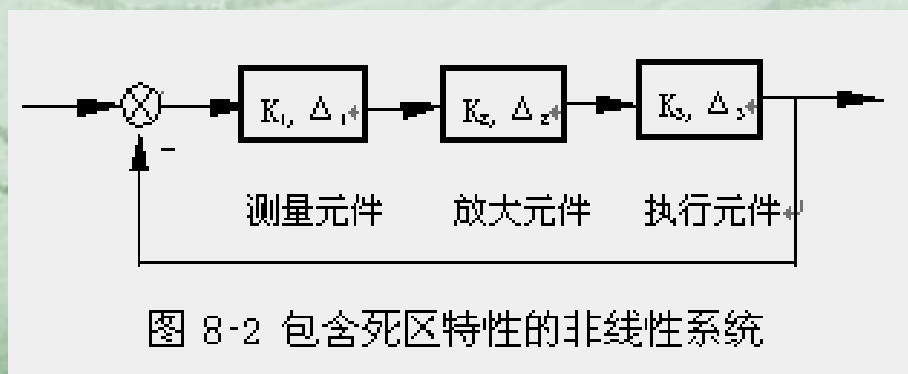 K₁, Δ₁ K₂, Δ₂ K₃, Δ₃
-
测量元件 放大元件 执行元件
图 8-2 包含死区特性的非线性系统